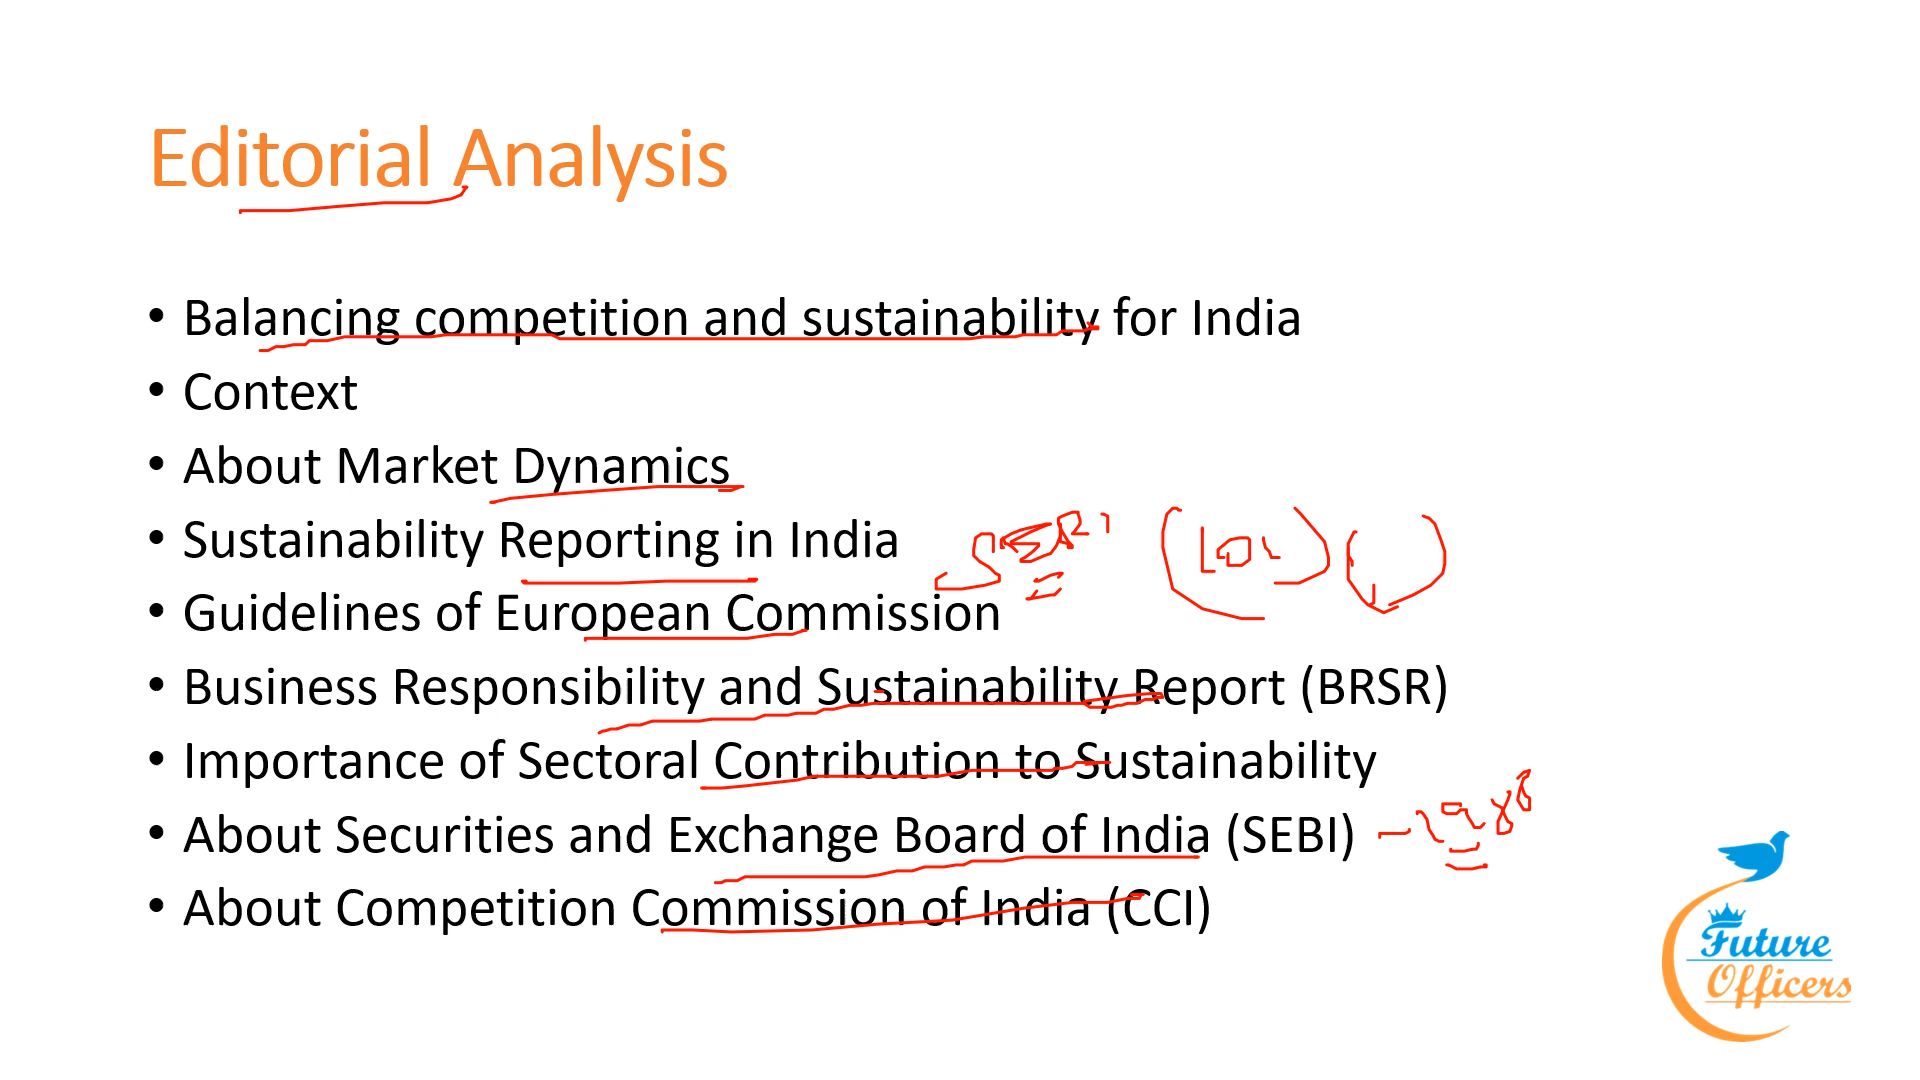 Editorial Analysis
• Balancing competition and sustainability for India
• Context
• About Market Dynamics
• Sustainability Reporting in India
• Guidelines of European Commission
• Business Responsibility and Sustainability Report (BRSR)
• Importance of Sectoral Contribution to Sustainability
• About Securities and Exchange Board of India (SEBI)
• About Competition Commission of India (CCI)
Future
Officers